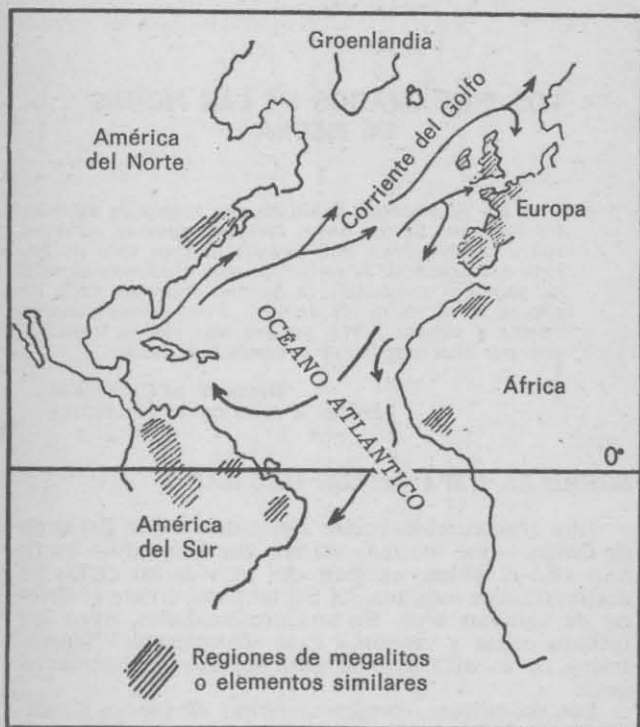 Groenlandia
América
del Norte
Corriente del Golfo
Europa
OCÉANO ATLANTICO
África
0°
América
del Sur
Regiones de megalitos
o elementos similares